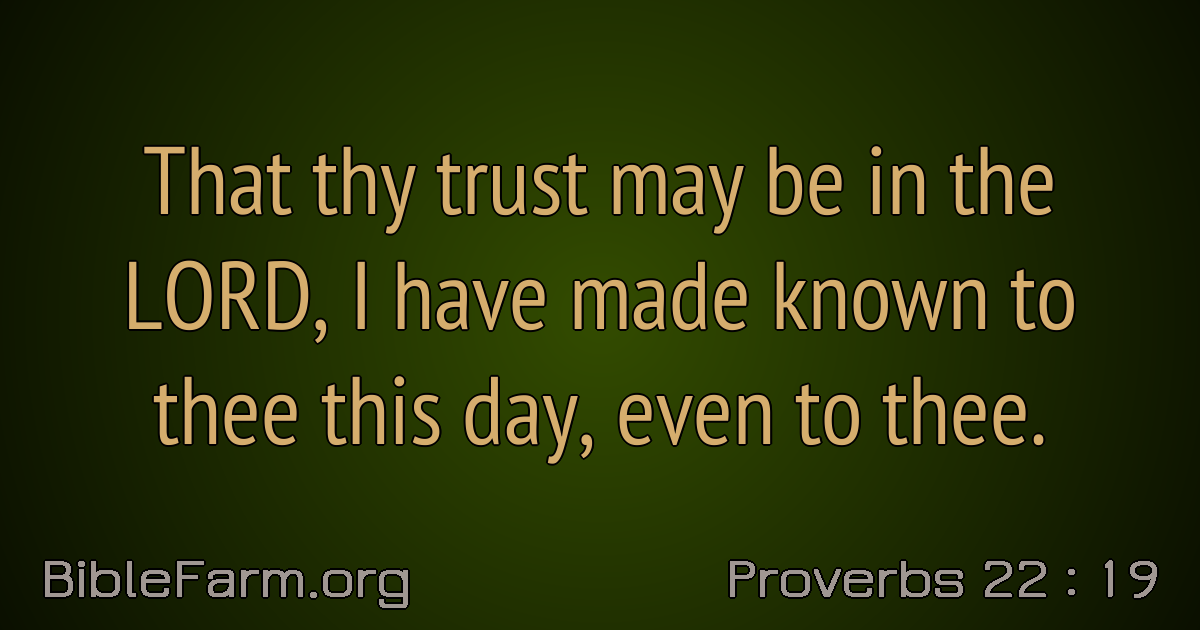 That thy trust may be in the
LORD, I have made known to
thee this day, even to thee.
BibleFarm.org
Proverbs 22 : 19